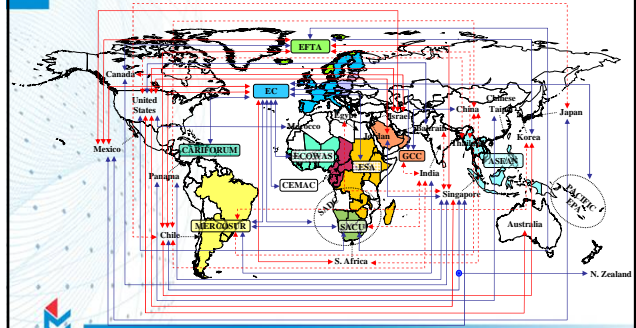 EFTA
Canada
EC
United
States
Egypt
Israel
China
Chinese
Taipei
Japan
Morocco
Jordan
Bahrain
Korea
Mexico
CARIFORUM
ECOWAS
GCC
Thailand
ASEAN
Panama
CEMAC
ESA
India
Singapore
PACIFIC
EPA
SADC
MERCOSUR
SACU
Chile
Australia
S. Africa
N. Zealand